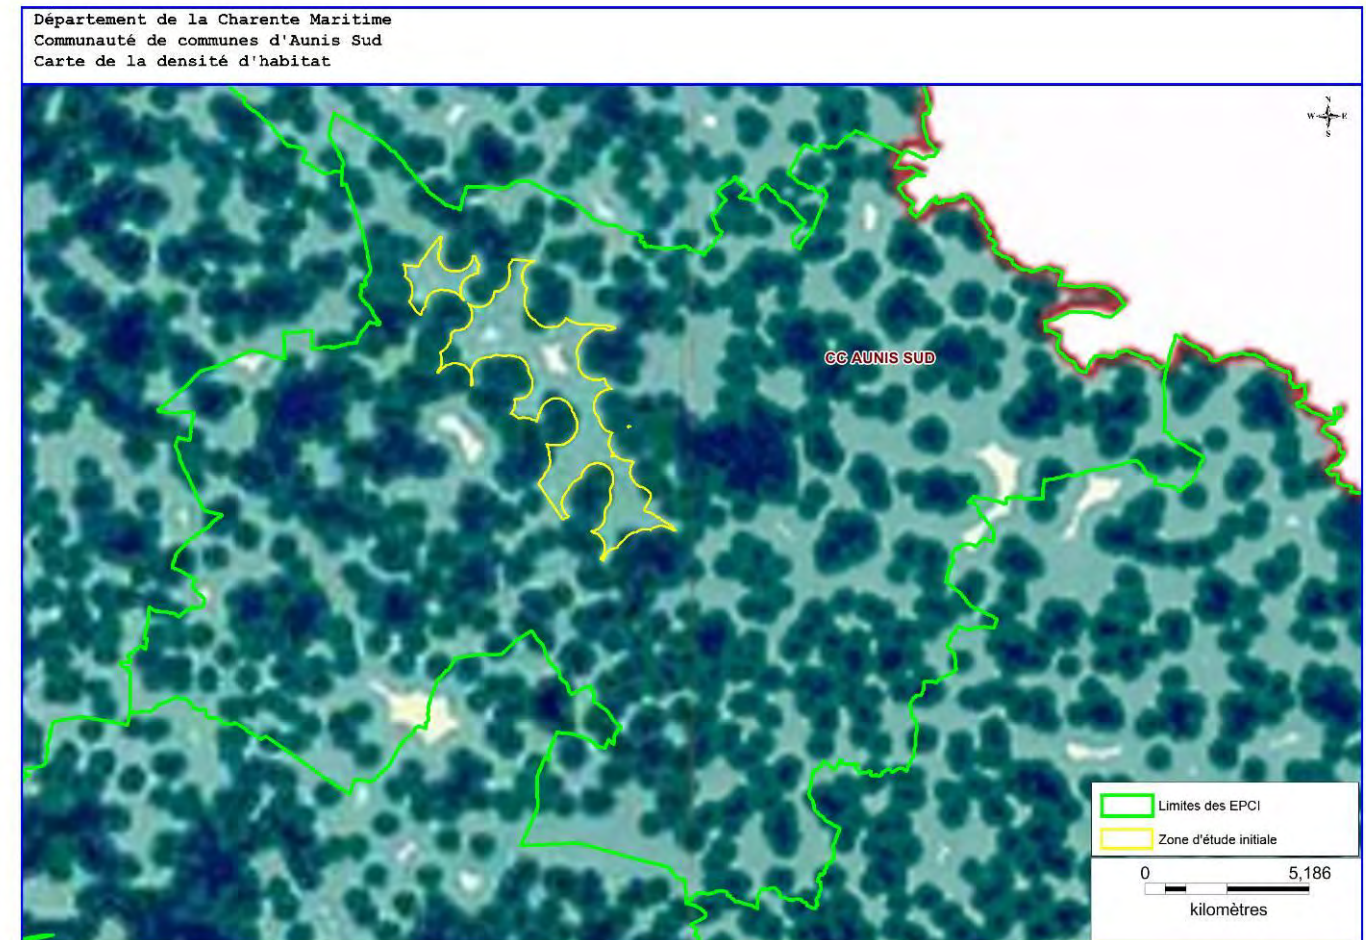 Département de la Charente Maritime
Communauté de communes d'Aunis Sud
Carte de la densité d'habitat
N
W E
S
CC AUNIS SUD
Limites des EPCI
Zone d'étude initiale
0 5,186
kilomètres